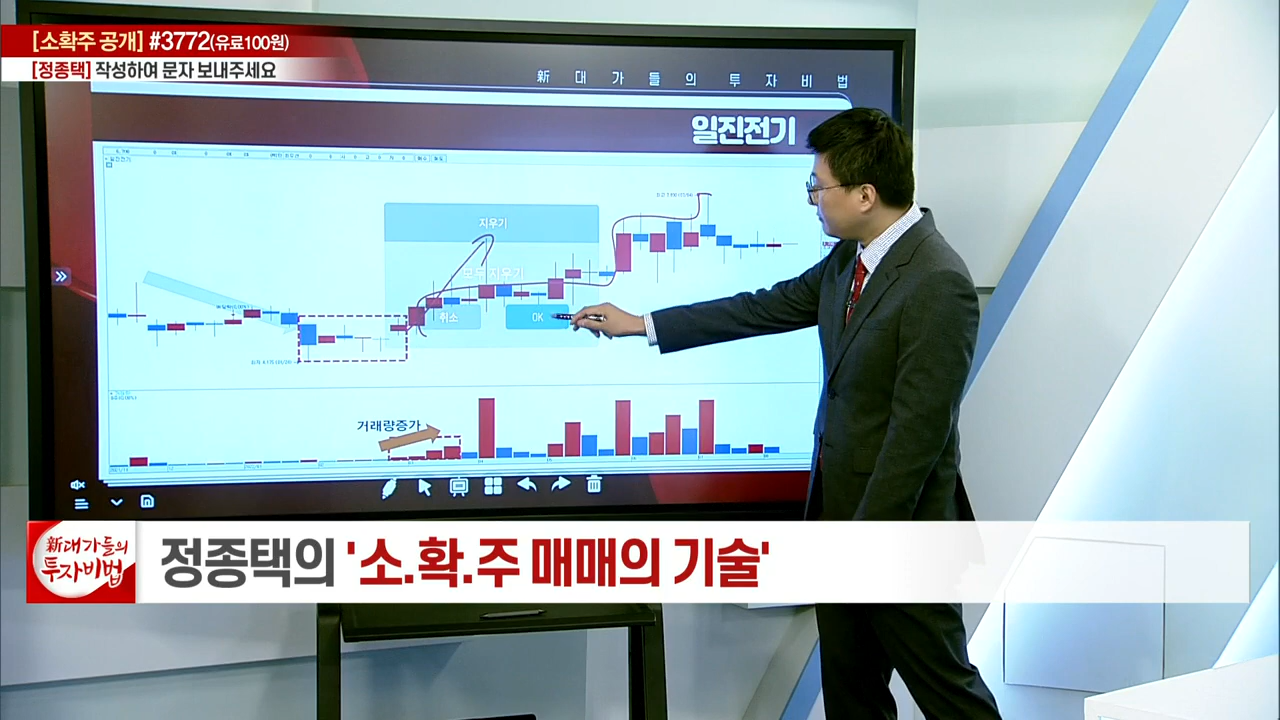 [소확주 공개] #3772(유료100원)
[정종택] 작성하여 문자 보내주세요
新 대 가 들 의 투 자 비 법
일진전기
일진전기
지우기
모두 지우기
취소
OK
거래량증가
新대가들의
투자비법
정종택의 '소.확.주 매매의 기술'